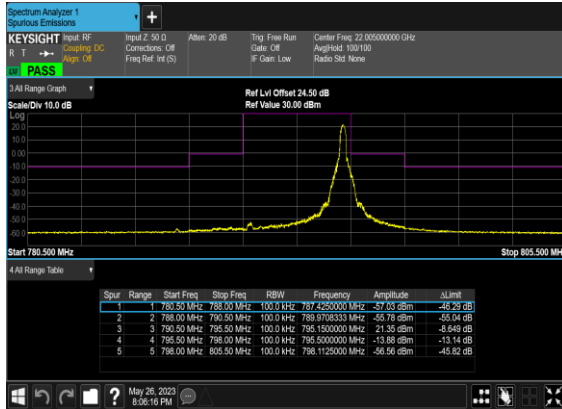 Spectrum Analyzer 1
Spurious Emissions
+
KEYSIGHT Input: RF Input Z: 50 Ω Atten: 20 dB Trig: Free Run Center Freq: 22.005000000 GHz
R T Coupling: DC Corrections: Off Gate: Off Avg|Hold: 100/100
Align: Off Freq Ref: Int (S) IF Gain: Low Radio Std: None
PASS
3 All Range Graph
Ref Lvl Offset 24.50 dB
Scale/Div 10.0 dB Ref Value 30.00 dBm
Log
20.0
10.0
0.00
-10.0
-20.0
-30.0
-40.0
-50.0
-60.0
Start 780.500 MHz Stop 805.500 MHz
4 All Range Table
Spur Range Start Freq Stop Freq RBW Frequency Amplitude ΔLimit
1 1 780.50 MHz 788.00 MHz 100.0 kHz 787.4250000 MHz -57.03 dBm -46.29 dB
2 2 788.00 MHz 790.50 MHz 100.0 kHz 789.9708333 MHz -55.78 dBm -55.04 dB
3 3 790.50 MHz 795.50 MHz 100.0 kHz 795.1500000 MHz 21.35 dBm -8.649 dB
4 4 795.50 MHz 798.00 MHz 100.0 kHz 795.5000000 MHz -13.88 dBm -13.14 dB
5 5 798.00 MHz 805.50 MHz 100.0 kHz 798.1125000 MHz -56.56 dBm -45.82 dB
? May 26, 2023
8:06:16 PM